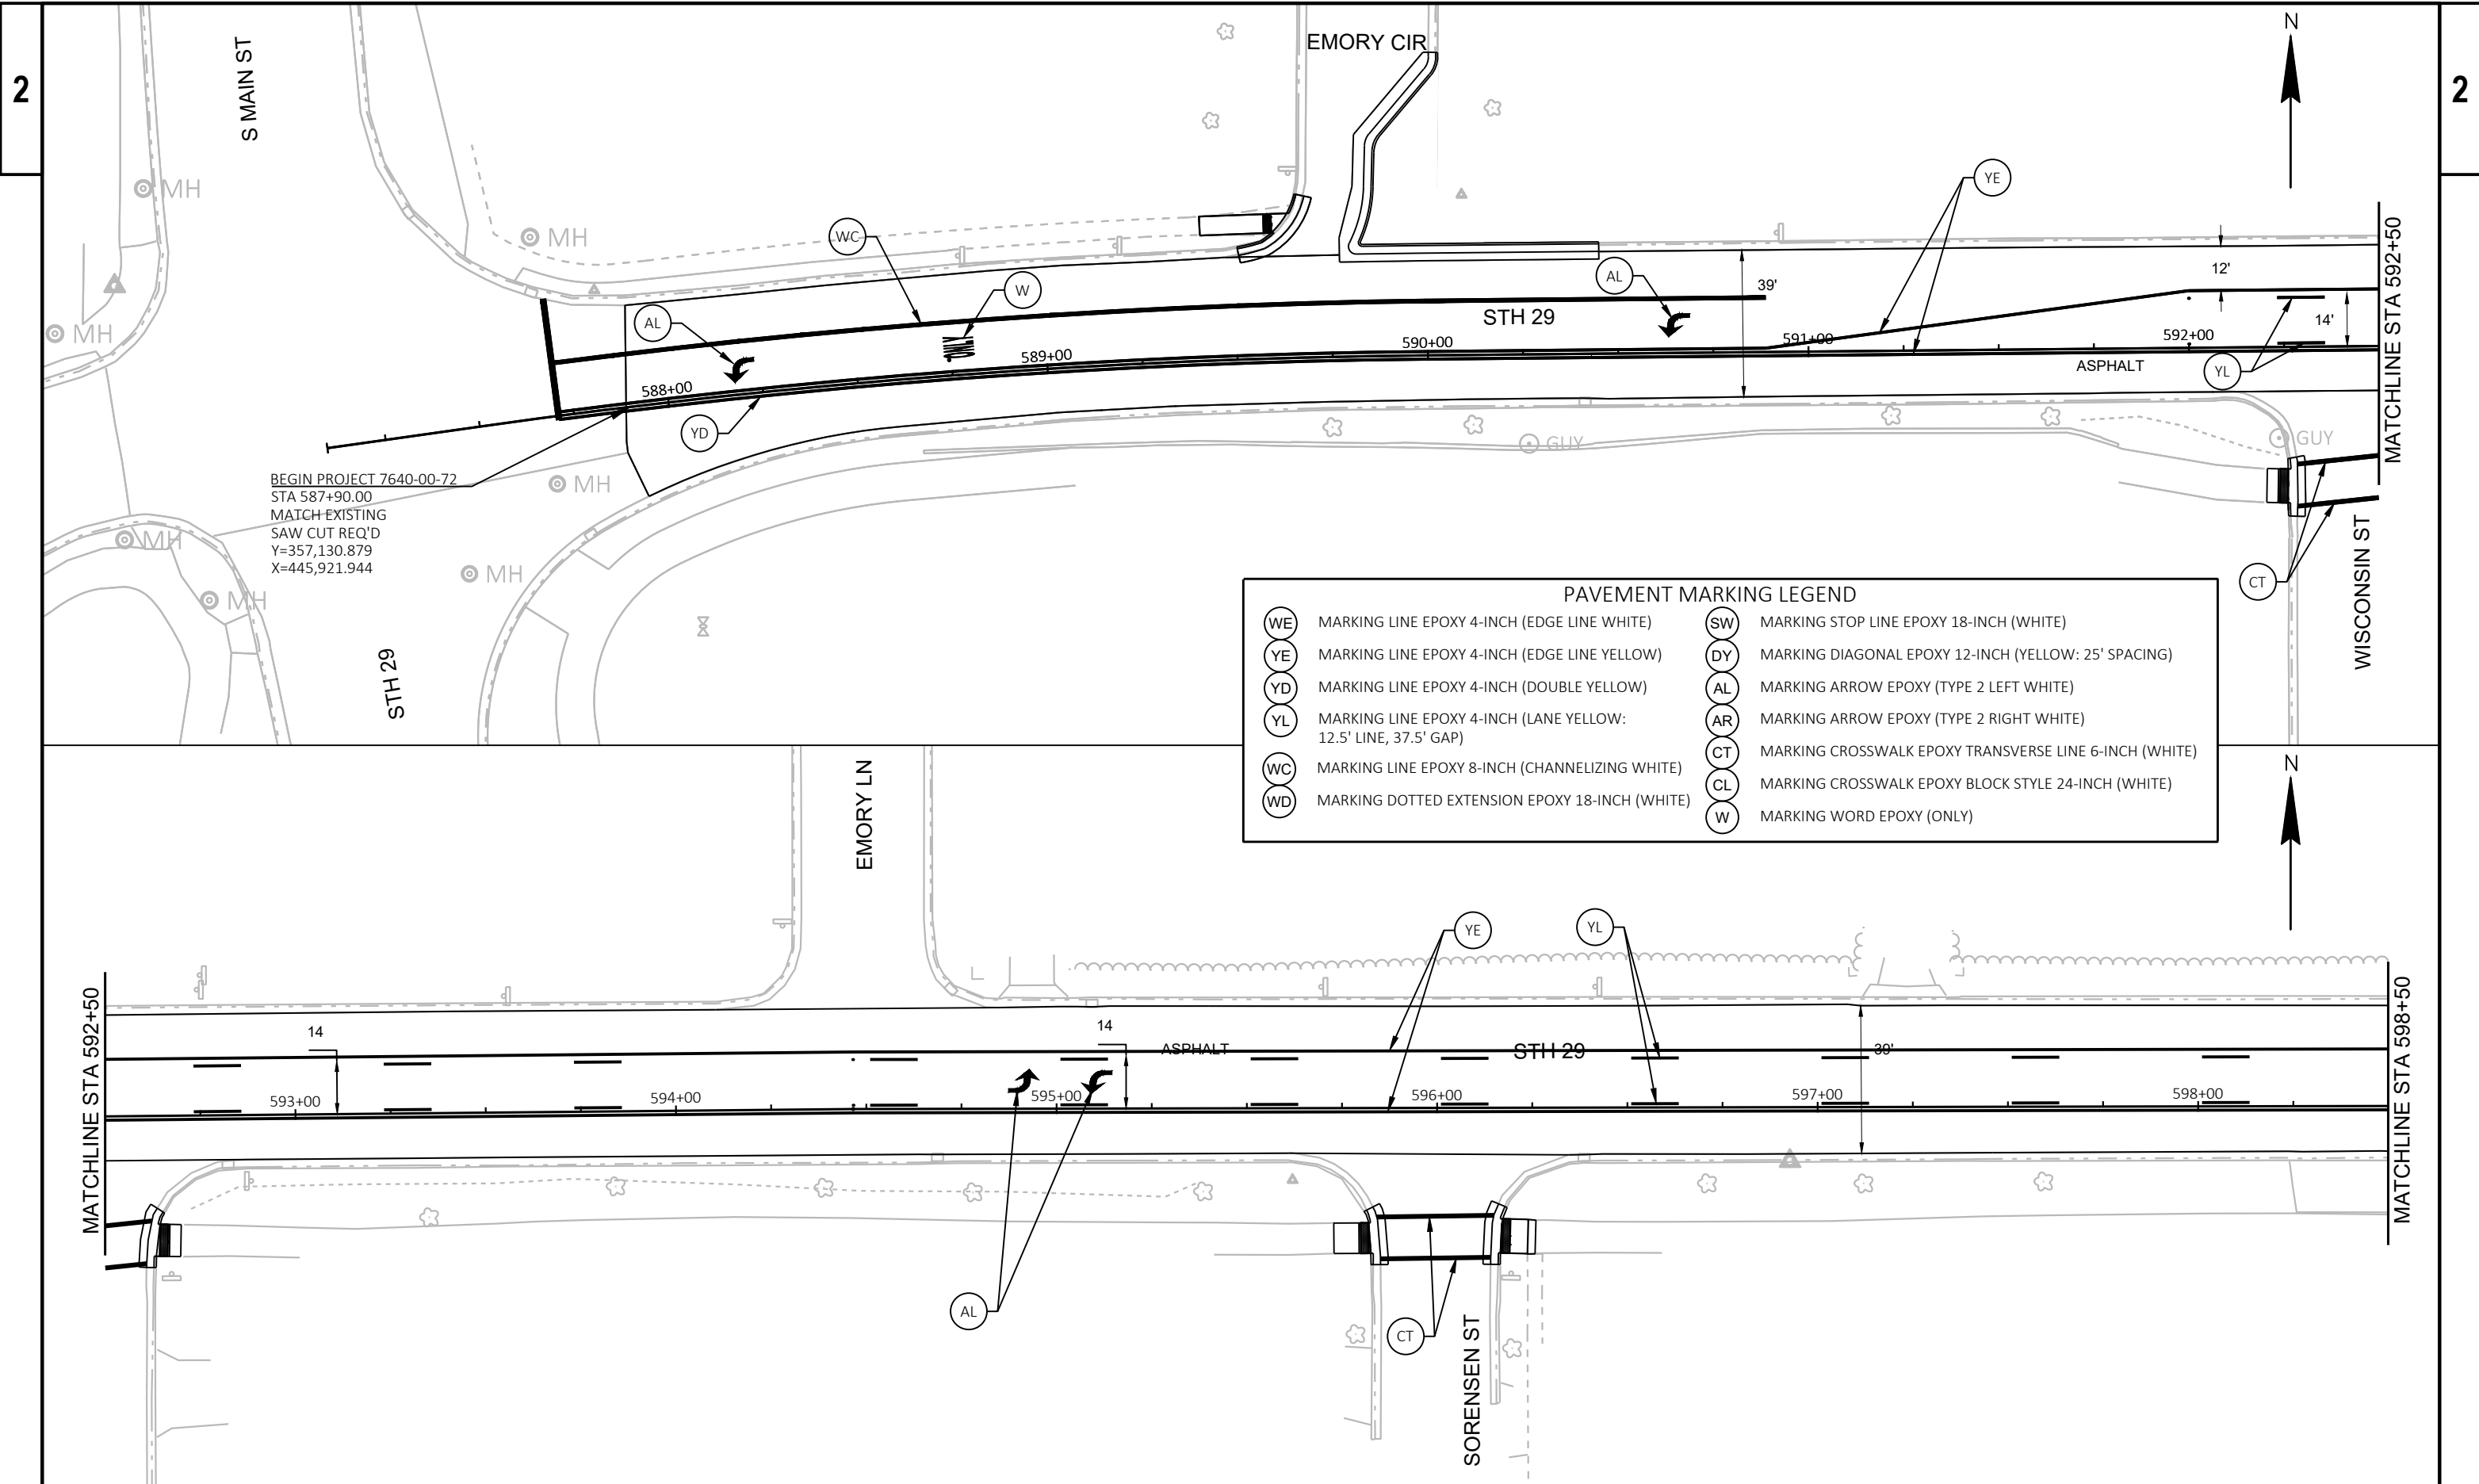 2
2
S MAIN ST
EMORY CIR
N
MH
MH
MH
MH
MH
MH
MH
WC
W
AL
AL
YE
YD
YL
CT
39'
12'
14'
STH 29
588+00
589+00
590+00
591+00
592+00
ASPHALT
GUY
GUY
MATCHLINE STA 592+50
WISCONSIN ST
STH 29
BEGIN PROJECT 7640-00-72
STA 587+90.00
MATCH EXISTING
SAW CUT REQ'D
Y=357,130.879
X=445,921.944
PAVEMENT MARKING LEGEND
WE MARKING LINE EPOXY 4-INCH (EDGE LINE WHITE)
YE MARKING LINE EPOXY 4-INCH (EDGE LINE YELLOW)
YD MARKING LINE EPOXY 4-INCH (DOUBLE YELLOW)
YL MARKING LINE EPOXY 4-INCH (LANE YELLOW:
12.5' LINE, 37.5' GAP)
WC MARKING LINE EPOXY 8-INCH (CHANNELIZING WHITE)
WD MARKING DOTTED EXTENSION EPOXY 18-INCH (WHITE)
SW MARKING STOP LINE EPOXY 18-INCH (WHITE)
DY MARKING DIAGONAL EPOXY 12-INCH (YELLOW: 25' SPACING)
AL MARKING ARROW EPOXY (TYPE 2 LEFT WHITE)
AR MARKING ARROW EPOXY (TYPE 2 RIGHT WHITE)
CT MARKING CROSSWALK EPOXY TRANSVERSE LINE 6-INCH (WHITE)
CL MARKING CROSSWALK EPOXY BLOCK STYLE 24-INCH (WHITE)
W MARKING WORD EPOXY (ONLY)
N
EMORY LN
YE
YL
MATCHLINE STA 592+50
14
14
ASPHALT
STH 29
39'
593+00
594+00
595+00
596+00
597+00
598+00
MATCHLINE STA 598+50
AL
CT
SORENSEN ST